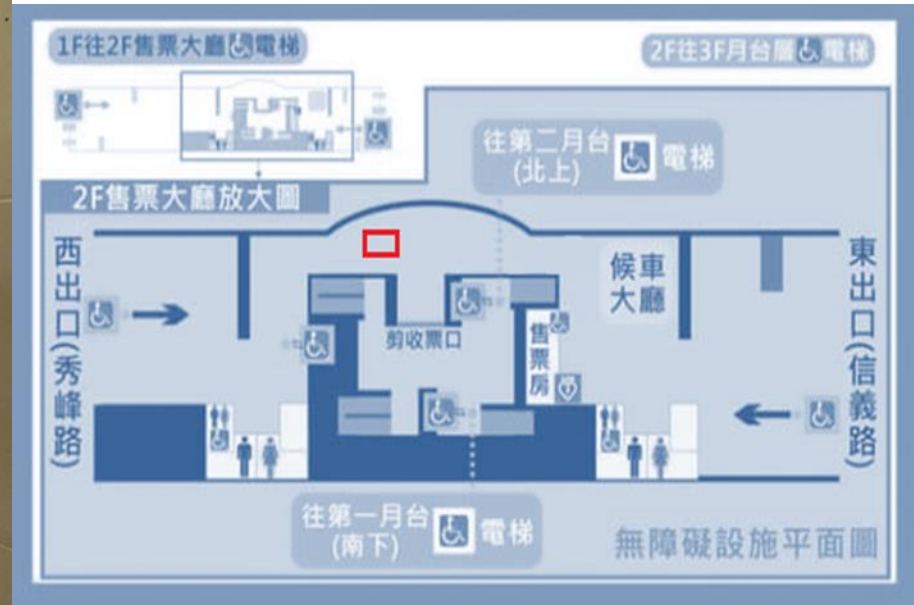 1F往2F售票大廳電梯
2F往3F月台層電梯
往第二月台
(北上)
電梯
2F售票大廳放大圖
西出口(秀峰路)
候車
大廳
東出口(信義路)
剪收票口
售票房
往第一月台
(南下)
電梯
無障礙設施平面圖